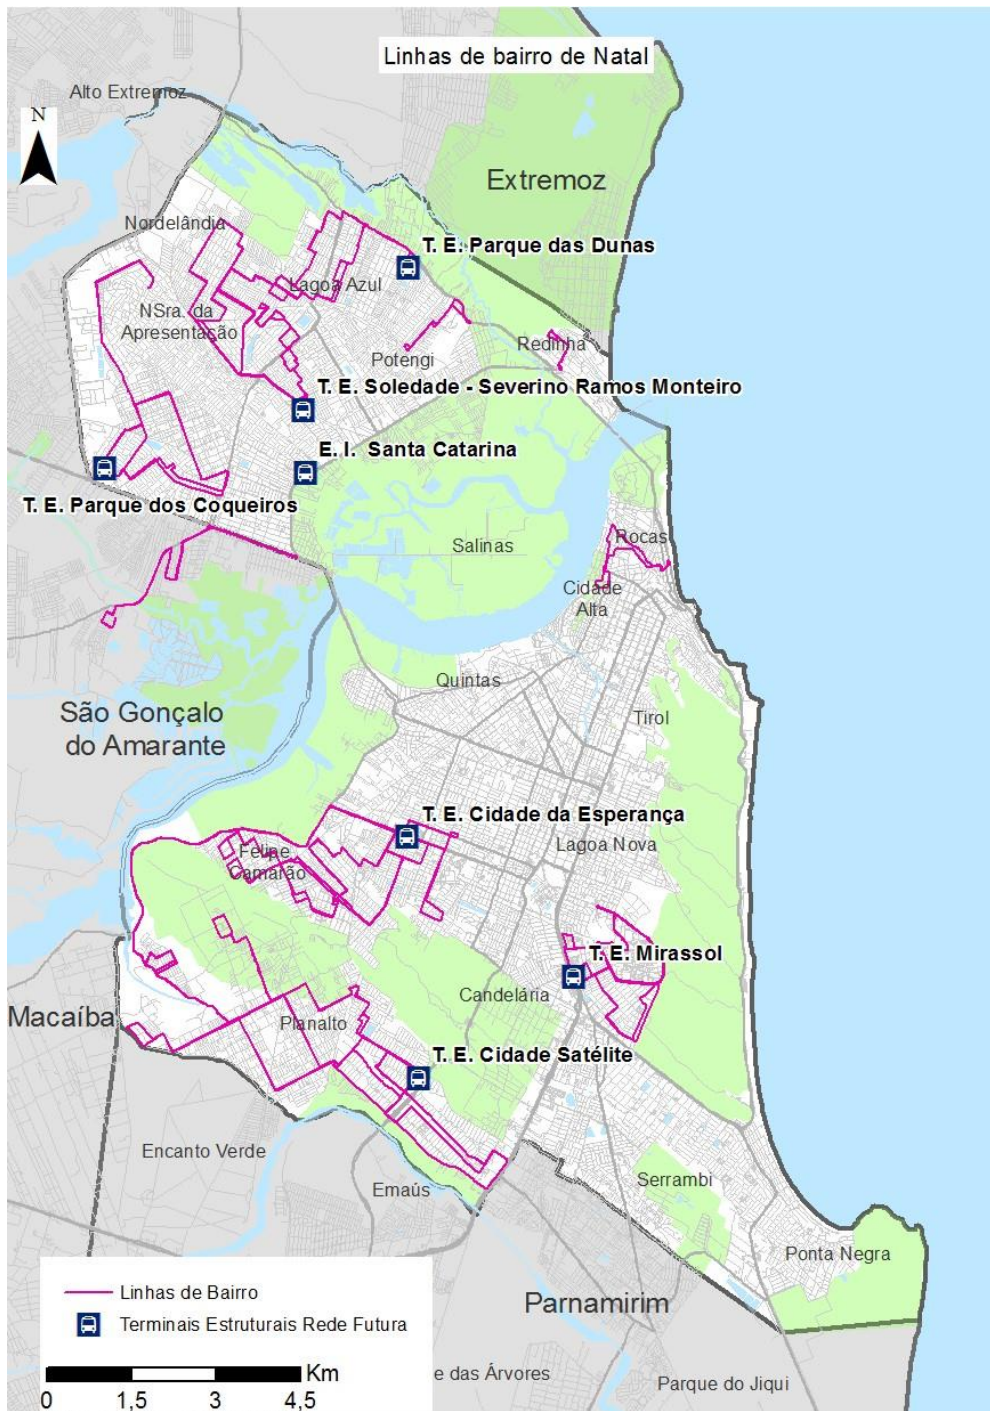 Linhas de bairro de Natal
Alto Extremoz
N
Extremoz
Nordelândia
T. E. Parque das Dunas
Lagoa Azul
NSra. da
Apresentação
Redinha
Potengi
T. E. Soledade - Severino Ramos Monteiro
E. I. Santa Catarina
T. E. Parque dos Coqueiros
Salinas
Rocas
Cidade
Alta
Quintas
São Gonçalo
do Amarante
Tirol
T. E. Cidade da Esperança
Lagoa Nova
Felipe
Camarão
T. E. Mirassol
Candelária
Macaíba
Planalto
T. E. Cidade Satélite
Encanto Verde
Emaús
Serrambi
Ponta Negra
Linhas de Bairro
Terminais Estruturais Rede Futura
Parnamirim
Km
0 1,5 3 4,5
e das Árvores
Parque do Jiqui